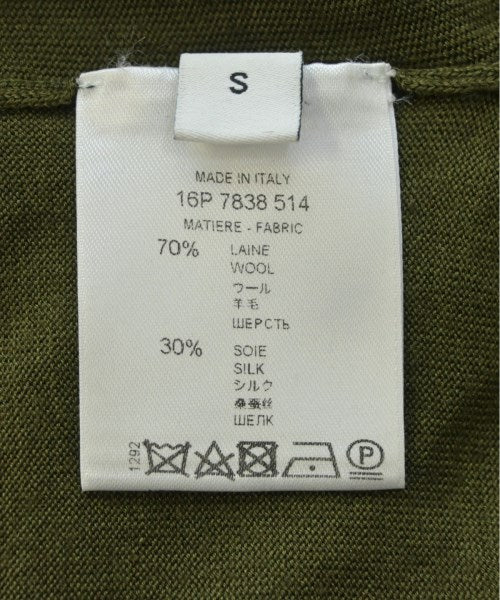 S
MADE IN ITALY
16P 7838 514
MATIERE - FABRIC
70% LAINE
WOOL
ウール
羊毛
ШЕРСТЬ
30% SOIE
SILK
シルク
桑蚕丝
ШЕЛК
1292
P